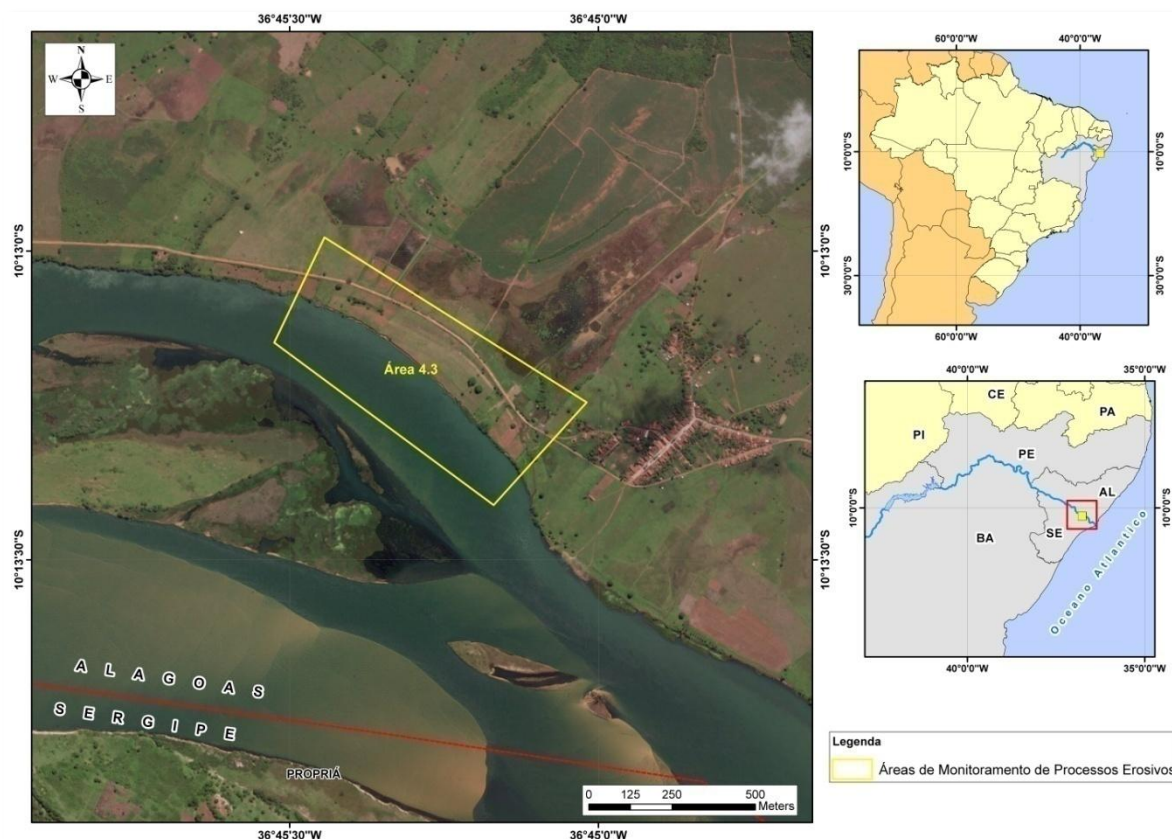 36°45'30"W
36°45'0"W
N
W E
S
10°13'0"S
10°13'0"S
Área 4.3
10°13'30"S
10°13'30"S
ALAGOAS
SERGIPE
PROPRIÁ
0 125 250 500
Meters
36°45'30"W
36°45'0"W
60°0'0"W
40°0'0"W
10°0'0"S
10°0'0"S
30°0'0"S
30°0'0"S
60°0'0"W
40°0'0"W
40°0'0"W
35°0'0"W
CE
PI
PA
PE
AL
10°0'0"S
10°0'0"S
SE
BA
Oceano Atlantico
40°0'0"W
35°0'0"W
Legenda
Áreas de Monitoramento de Processos Erosivos